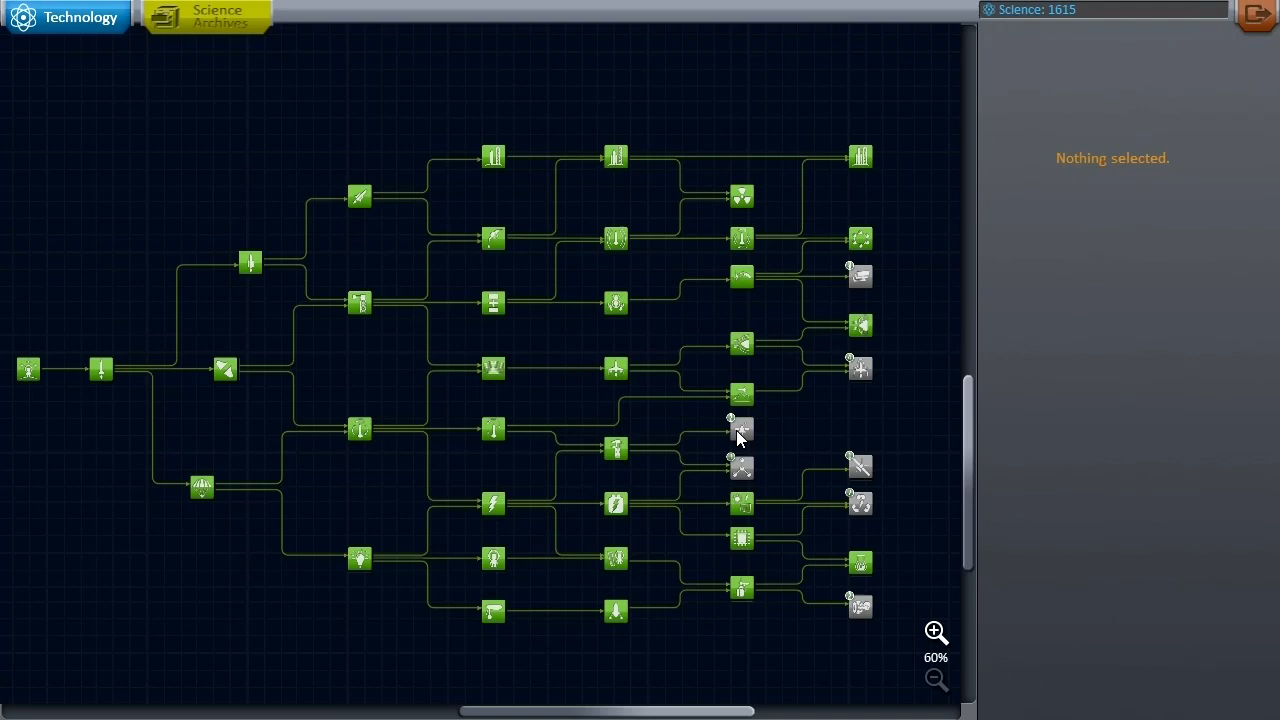 Technology
Science
Archives
Science: 1615
Nothing selected.
60%